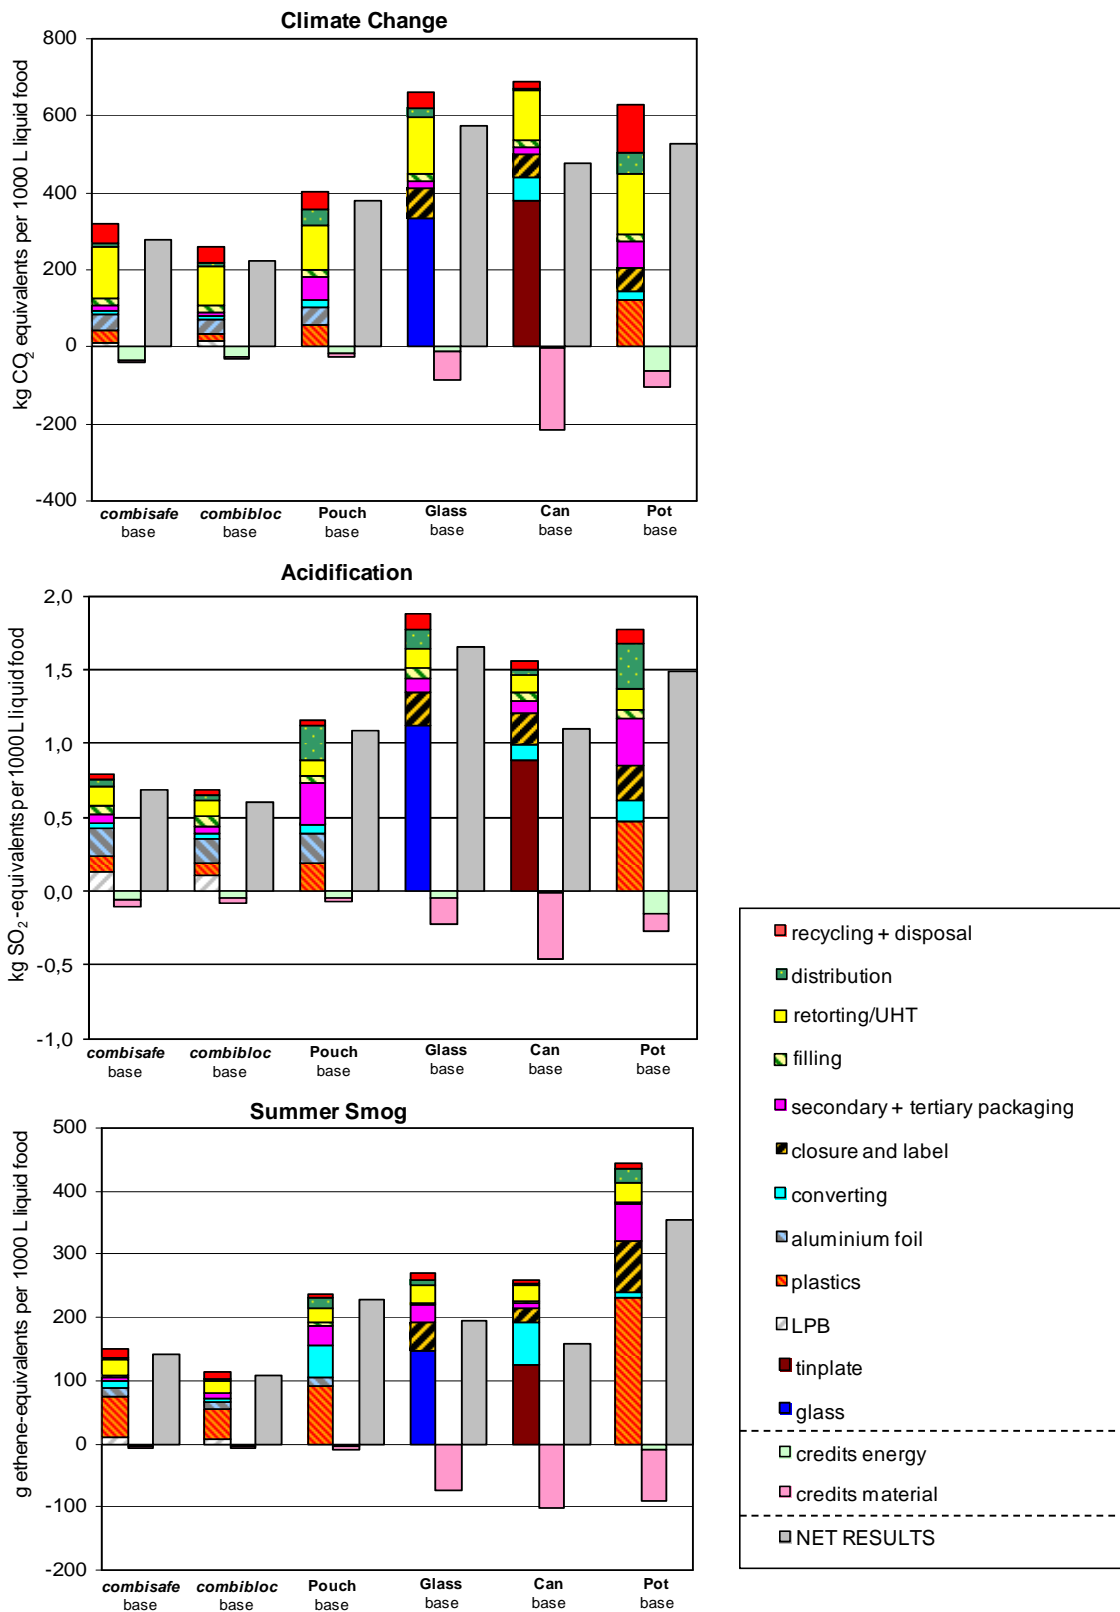 Climate Change
kg CO2 equivalents per 1000 L liquid food
800
600
400
200
0
-200
-400
combisafe combibloc Pouch Glass Can Pot
base base base base base base
Acidification
kg SO2-equivalents per 1000 L liquid food
2,0
1,5
1,0
0,5
0,0
-0,5
-1,0
combisafe combibloc Pouch Glass Can Pot
base base base base base base
Summer Smog
g ethene-equivalents per 1000 L liquid food
500
400
300
200
100
0
-100
-200
combisafe combibloc Pouch Glass Can Pot
base base base base base base
recycling + disposal
distribution
retorting/UHT
filling
secondary + tertiary packaging
closure and label
converting
aluminium foil
plastics
LPB
tinplate
glass
credits energy
credits material
NET RESULTS